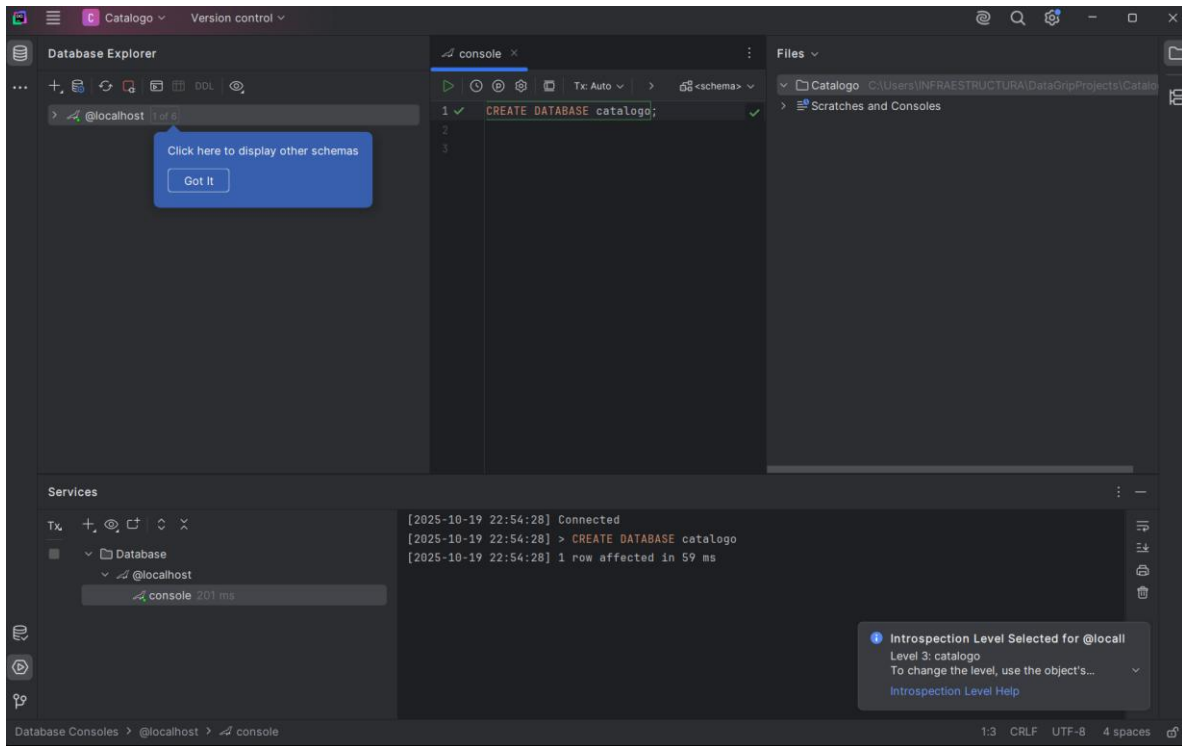 C Catalogo Version control
Database Explorer
DDL
@localhost 1 of 6
Click here to display other schemas
Got It
console
Tx: Auto <schema>
1 CREATE DATABASE catalogo;
2
3
Files
Catalogo C:\Users\INFRAESTRUCTURA\DataGripProjects\Catalo
Scratches and Consoles
Services
Tx
Database
@localhost
console 201 ms
[2025-10-19 22:54:28] Connected
[2025-10-19 22:54:28] > CREATE DATABASE catalogo
[2025-10-19 22:54:28] 1 row affected in 59 ms
Introspection Level Selected for @locall
Level 3: catalogo
To change the level, use the object's...
Introspection Level Help
Database Consoles > @localhost > console
1:3 CRLF UTF-8 4 spaces